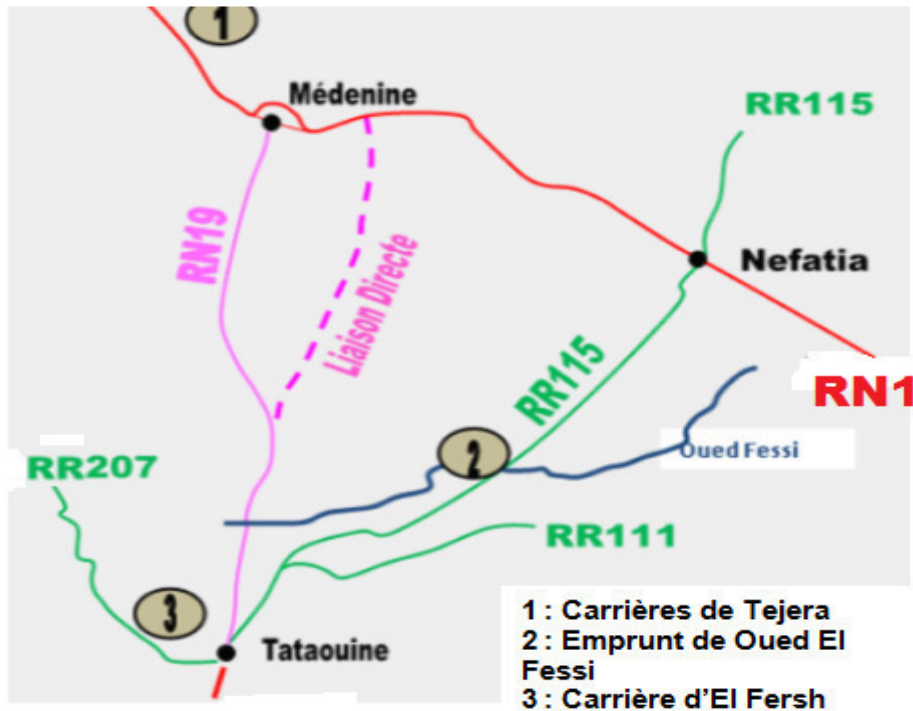 1
Médenine
RR115
RN19
Liaison Directe
Nefatia
RR115
RN1
2
Oued Fessi
RR207
RR111
3
Tataouine
1 : Carrières de Tejera
2 : Emprunt de Oued El
Fessi
3 : Carrière d'El Fersh